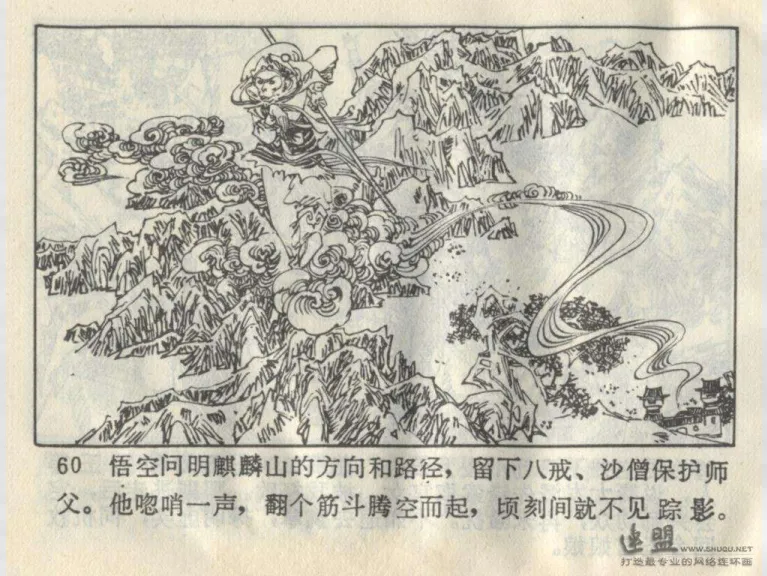 60 悟空问明麒麟山的方向和路径，留下八戒、沙僧保护师
父。他唿哨一声，翻个筋斗腾空而起，顷刻间就不见踪影。
迷盟 WWW.SHUQU.NET
打造最专业的网络连环画